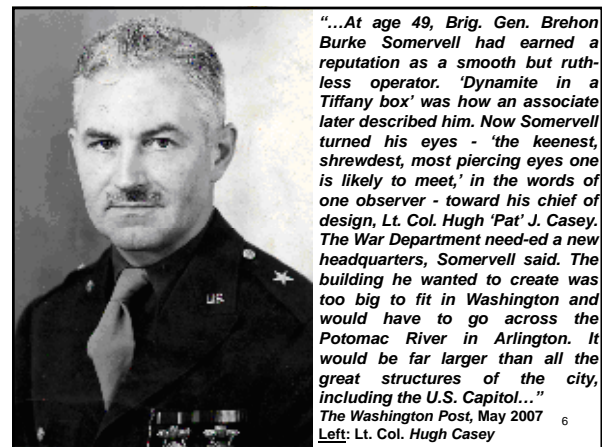 “…At age 49, Brig. Gen. Brehon
Burke Somervell had earned a
reputation as a smooth but ruth-
less operator. ‘Dynamite in a
Tiffany box’ was how an associate
later described him. Now Somervell
turned his eyes - ‘the keenest,
shrewdest, most piercing eyes one
is likely to meet,’ in the words of
one observer - toward his chief of
design, Lt. Col. Hugh ‘Pat’ J. Casey.
The War Department need-ed a new
headquarters, Somervell said. The
building he wanted to create was
too big to fit in Washington and
would have to go across the
Potomac River in Arlington. It
would be far larger than all the
great structures of the city,
including the U.S. Capitol…”
The Washington Post, May 2007
Left: Lt. Col. Hugh Casey
6
US